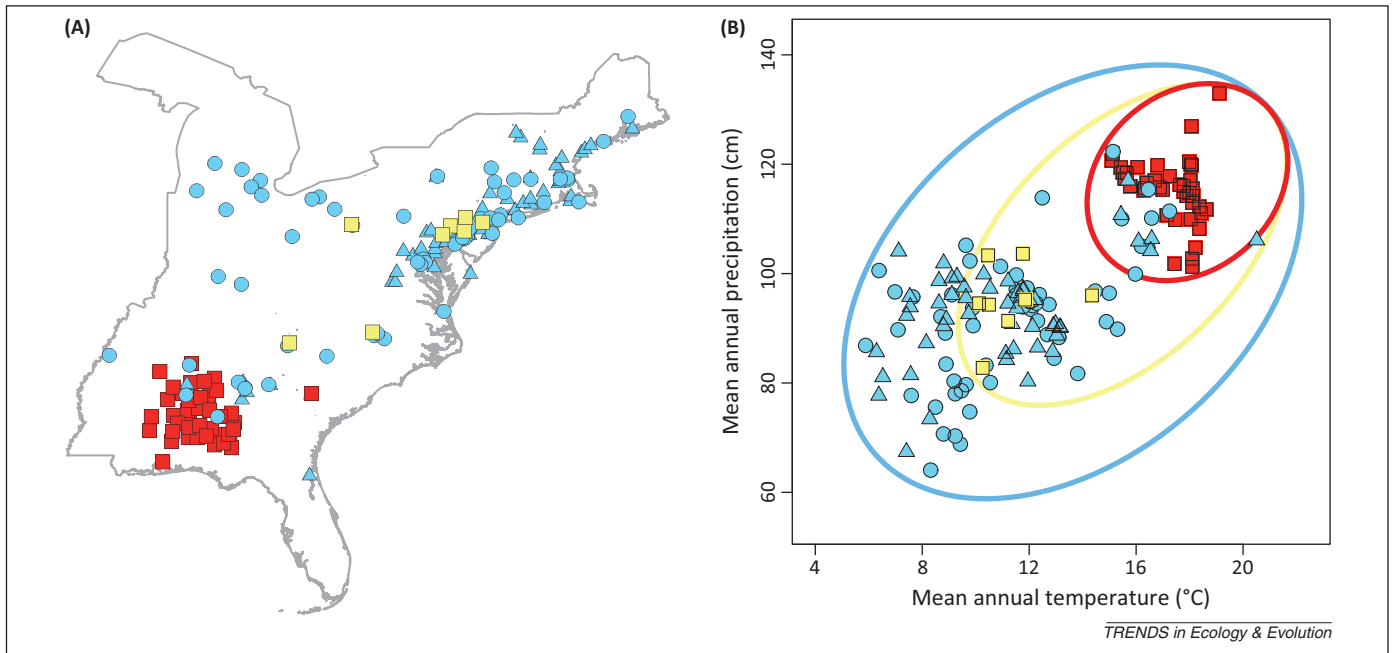 (A)
(B)
140
120
100
80
60
Mean annual precipitation (cm)
4 8 12 16 20
Mean annual temperature (°C)
TRENDS in Ecology & Evolution